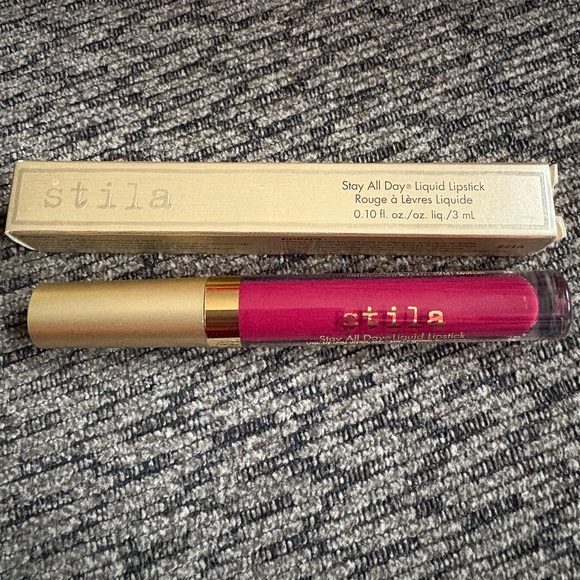 stila
Stay All Day® Liquid Lipstick
Rouge à Lèvres Liquide
0.10 fl. oz./oz. liq./3 mL
stila
Stay All Day® Liquid Lipstick